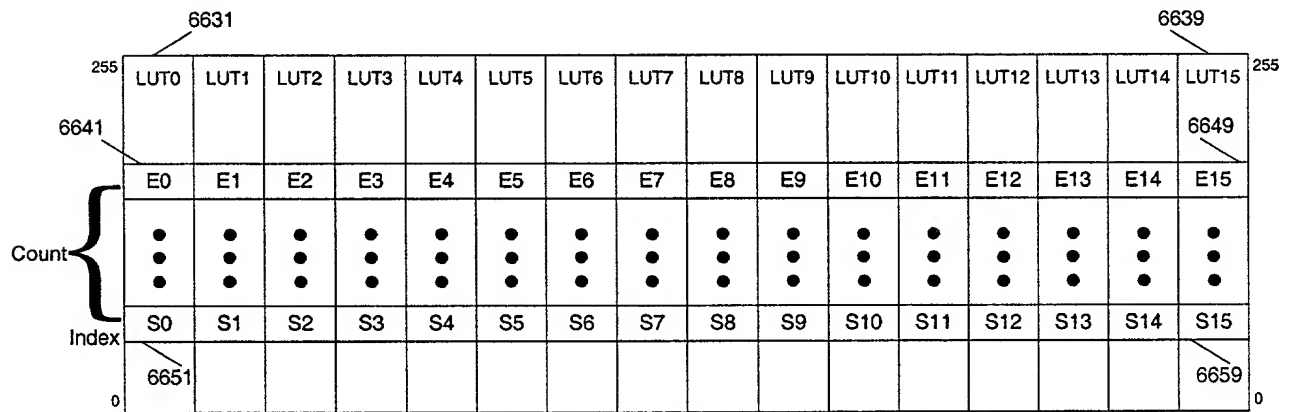 6631 6639
255 LUT0 LUT1 LUT2 LUT3 LUT4 LUT5 LUT6 LUT7 LUT8 LUT9 LUT10 LUT11 LUT12 LUT13 LUT14 LUT15 255
6641 6649
E0 E1 E2 E3 E4 E5 E6 E7 E8 E9 E10 E11 E12 E13 E14 E15
Count
Index S0 S1 S2 S3 S4 S5 S6 S7 S8 S9 S10 S11 S12 S13 S14 S15
6651 6659
0 0